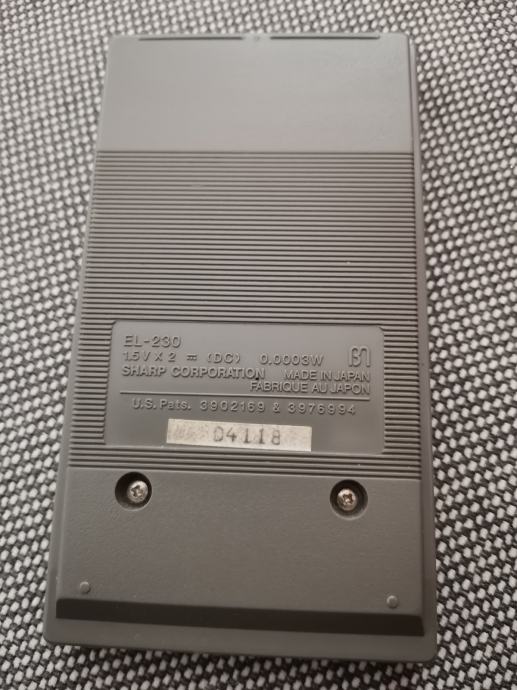 EL-230
1.5 V X 2 ⎓ (DC) 0.0003W
SHARP CORPORATION MADE IN JAPAN
FABRIQUE AU JAPON
U.S. Pats. 3902169 & 3976994
04118